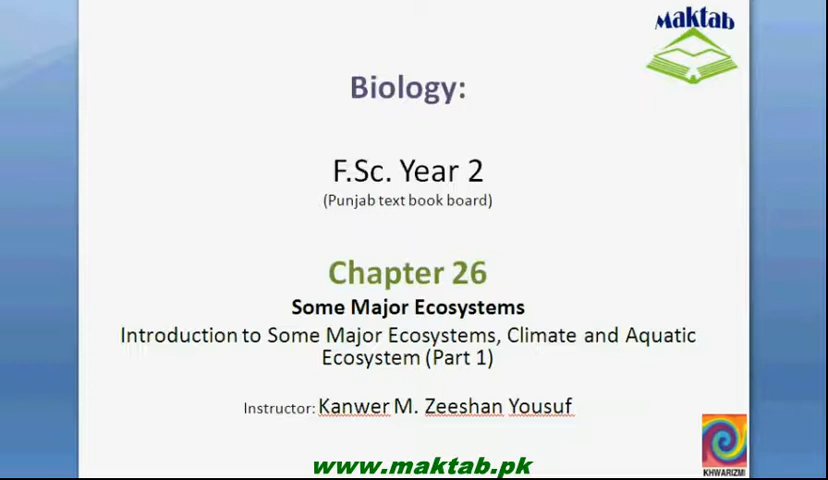 Maktab
Biology:
F.Sc. Year 2
(Punjab text book board)
Chapter 26
Some Major Ecosystems
Introduction to Some Major Ecosystems, Climate and Aquatic
Ecosystem (Part 1)
Instructor: Kanwer M. Zeeshan Yousuf
KHWARIZMI
www.maktab.pk